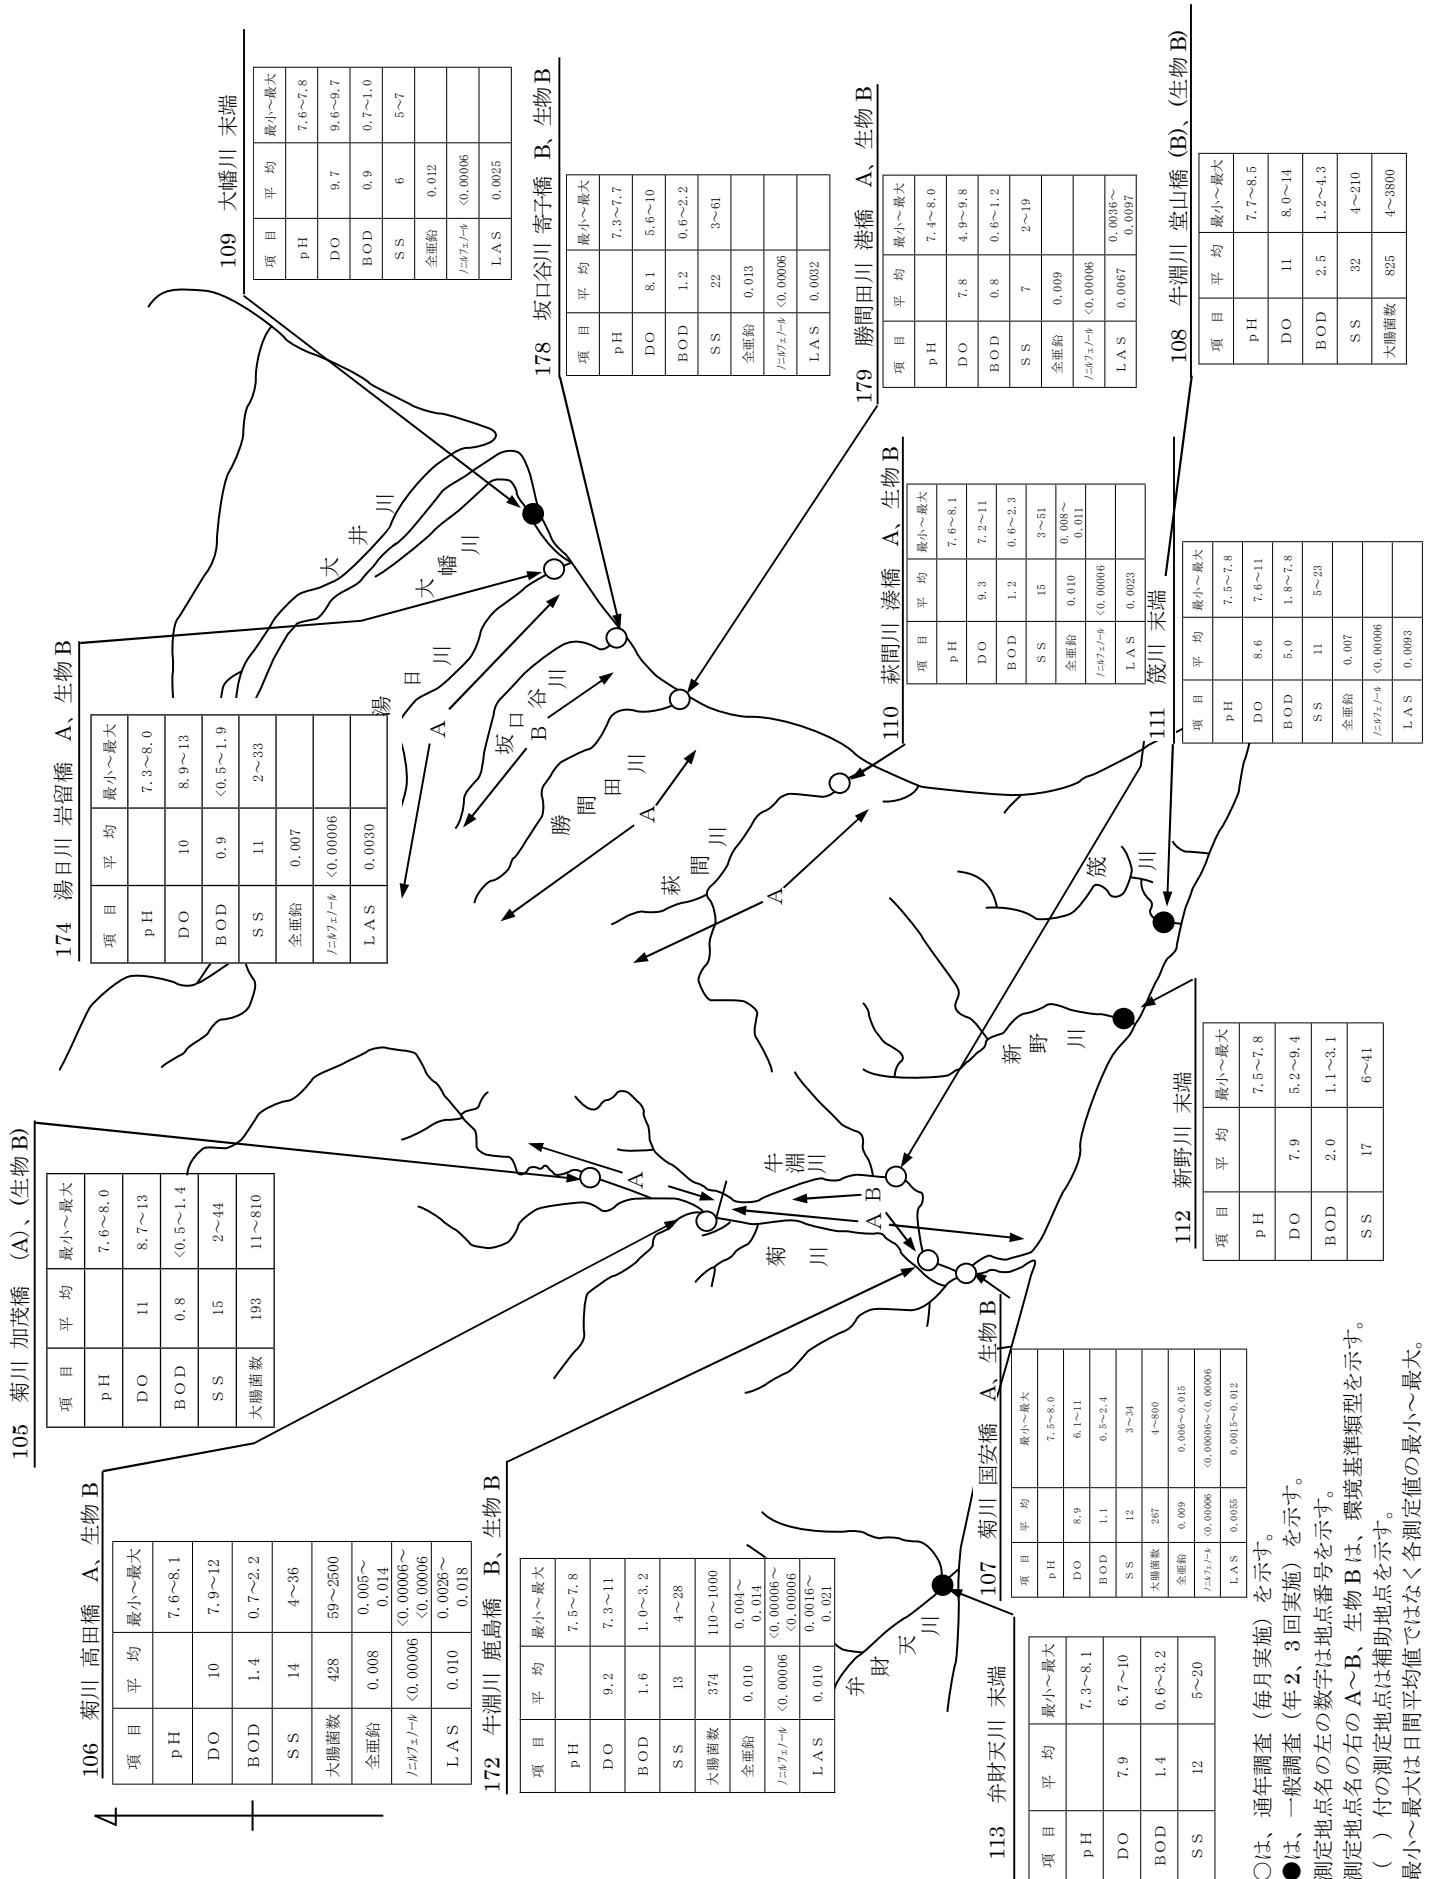 105 菊川 加茂橋 (A)、(生物 B)
項 目 平 均 最小～最大
pH 7.6～8.0
DO 11 8.7～13
BOD 0.8 <0.5～1.4
SS 15 2～44
大腸菌数 193 11～810
174 湯日川 岩留橋 A、生物 B
項 目 平 均 最小～最大
pH 7.3～8.0
DO 10 8.9～13
BOD 0.9 <0.5～1.9
SS 11 2～33
全亜鉛 0.007
ノニルフェノール <0.00006
LAS 0.0030
109 大幡川 末端
項 目 平 均 最小～最大
pH 7.6～7.8
DO 9.7 9.6～9.7
BOD 0.9 0.7～1.0
SS 6 5～7
全亜鉛 0.012
ノニルフェノール <0.00006
LAS 0.0025
106 菊川 高田橋 A、生物 B
項 目 平 均 最小～最大
pH 7.6～8.1
DO 10 7.9～12
BOD 1.4 0.7～2.2
SS 14 4～36
大腸菌数 428 59～2500
全亜鉛 0.008 0.005～
0.014
ノニルフェノール <0.00006 <0.00006～
<0.00006
LAS 0.010 0.0026～
0.018
172 牛淵川 鹿島橋 B、生物 B
項 目 平 均 最小～最大
pH 7.5～7.8
DO 9.2 7.3～11
BOD 1.6 1.0～3.2
SS 13 4～28
大腸菌数 374 110～1000
全亜鉛 0.010 0.004～
0.014
ノニルフェノール <0.00006 <0.00006～
<0.00006
LAS 0.010 0.0016～
0.021
178 坂口谷川 寄子橋 B、生物 B
項 目 平 均 最小～最大
pH 7.3～7.7
DO 8.1 5.6～10
BOD 1.2 0.6～2.2
SS 22 3～61
全亜鉛 0.013
ノニルフェノール <0.00006
LAS 0.0032
179 勝間田川 港橋 A、生物 B
項 目 平 均 最小～最大
pH 7.4～8.0
DO 7.8 4.9～9.8
BOD 0.8 0.6～1.2
SS 7 2～19
全亜鉛 0.009
ノニルフェノール <0.00006
LAS 0.0067 0.0036～
0.0097
110 萩間川 湊橋 A、生物 B
項 目 平 均 最小～最大
pH 7.6～8.1
DO 9.3 7.2～11
BOD 1.2 0.6～2.3
SS 15 3～51
全亜鉛 0.010 0.008～
0.011
ノニルフェノール <0.00006
LAS 0.0023
108 牛淵川 堂山橋 (B)、(生物 B)
項 目 平 均 最小～最大
pH 7.7～8.5
DO 11 8.0～14
BOD 2.5 1.2～4.3
SS 32 4～210
大腸菌数 825 4～3800
111 筬川 末端
項 目 平 均 最小～最大
pH 7.5～7.8
DO 8.6 7.6～11
BOD 5.0 1.8～7.8
SS 11 5～23
全亜鉛 0.007
ノニルフェノール <0.00006
LAS 0.0093
112 新野川 末端
項 目 平 均 最小～最大
pH 7.5～7.8
DO 7.9 5.2～9.4
BOD 2.0 1.1～3.1
SS 17 6～41
107 菊川 国安橋 A、生物 B
項 目 平 均 最小～最大
pH 7.5～8.0
DO 8.9 6.1～11
BOD 1.1 0.5～2.4
SS 12 3～34
大腸菌数 267 4～800
全亜鉛 0.009 0.006～0.015
ノニルフェノール <0.00006 <0.00006～<0.00006
LAS 0.0055 0.0015～0.012
113 弁財天川 末端
項 目 平 均 最小～最大
pH 7.3～8.1
DO 7.9 6.7～10
BOD 1.4 0.6～3.2
SS 12 5～20
大井川
大幡川
湯日川
A
坂口谷川
B
勝間田川
A
萩間川
A
筬川
新野川
牛淵川
A
B
A
菊川
弁財天川
○は、通年調査（毎月実施）を示す。
●は、一般調査（年２、３回実施）を示す。
測定地点名の左の数字は地点番号を示す。
測定地点名の右の A～B、生物 B は、環境基準類型を示す。
（ ）付の測定地点は補助地点を示す。
最小～最大は日間平均値ではなく各測定値の最小～最大。